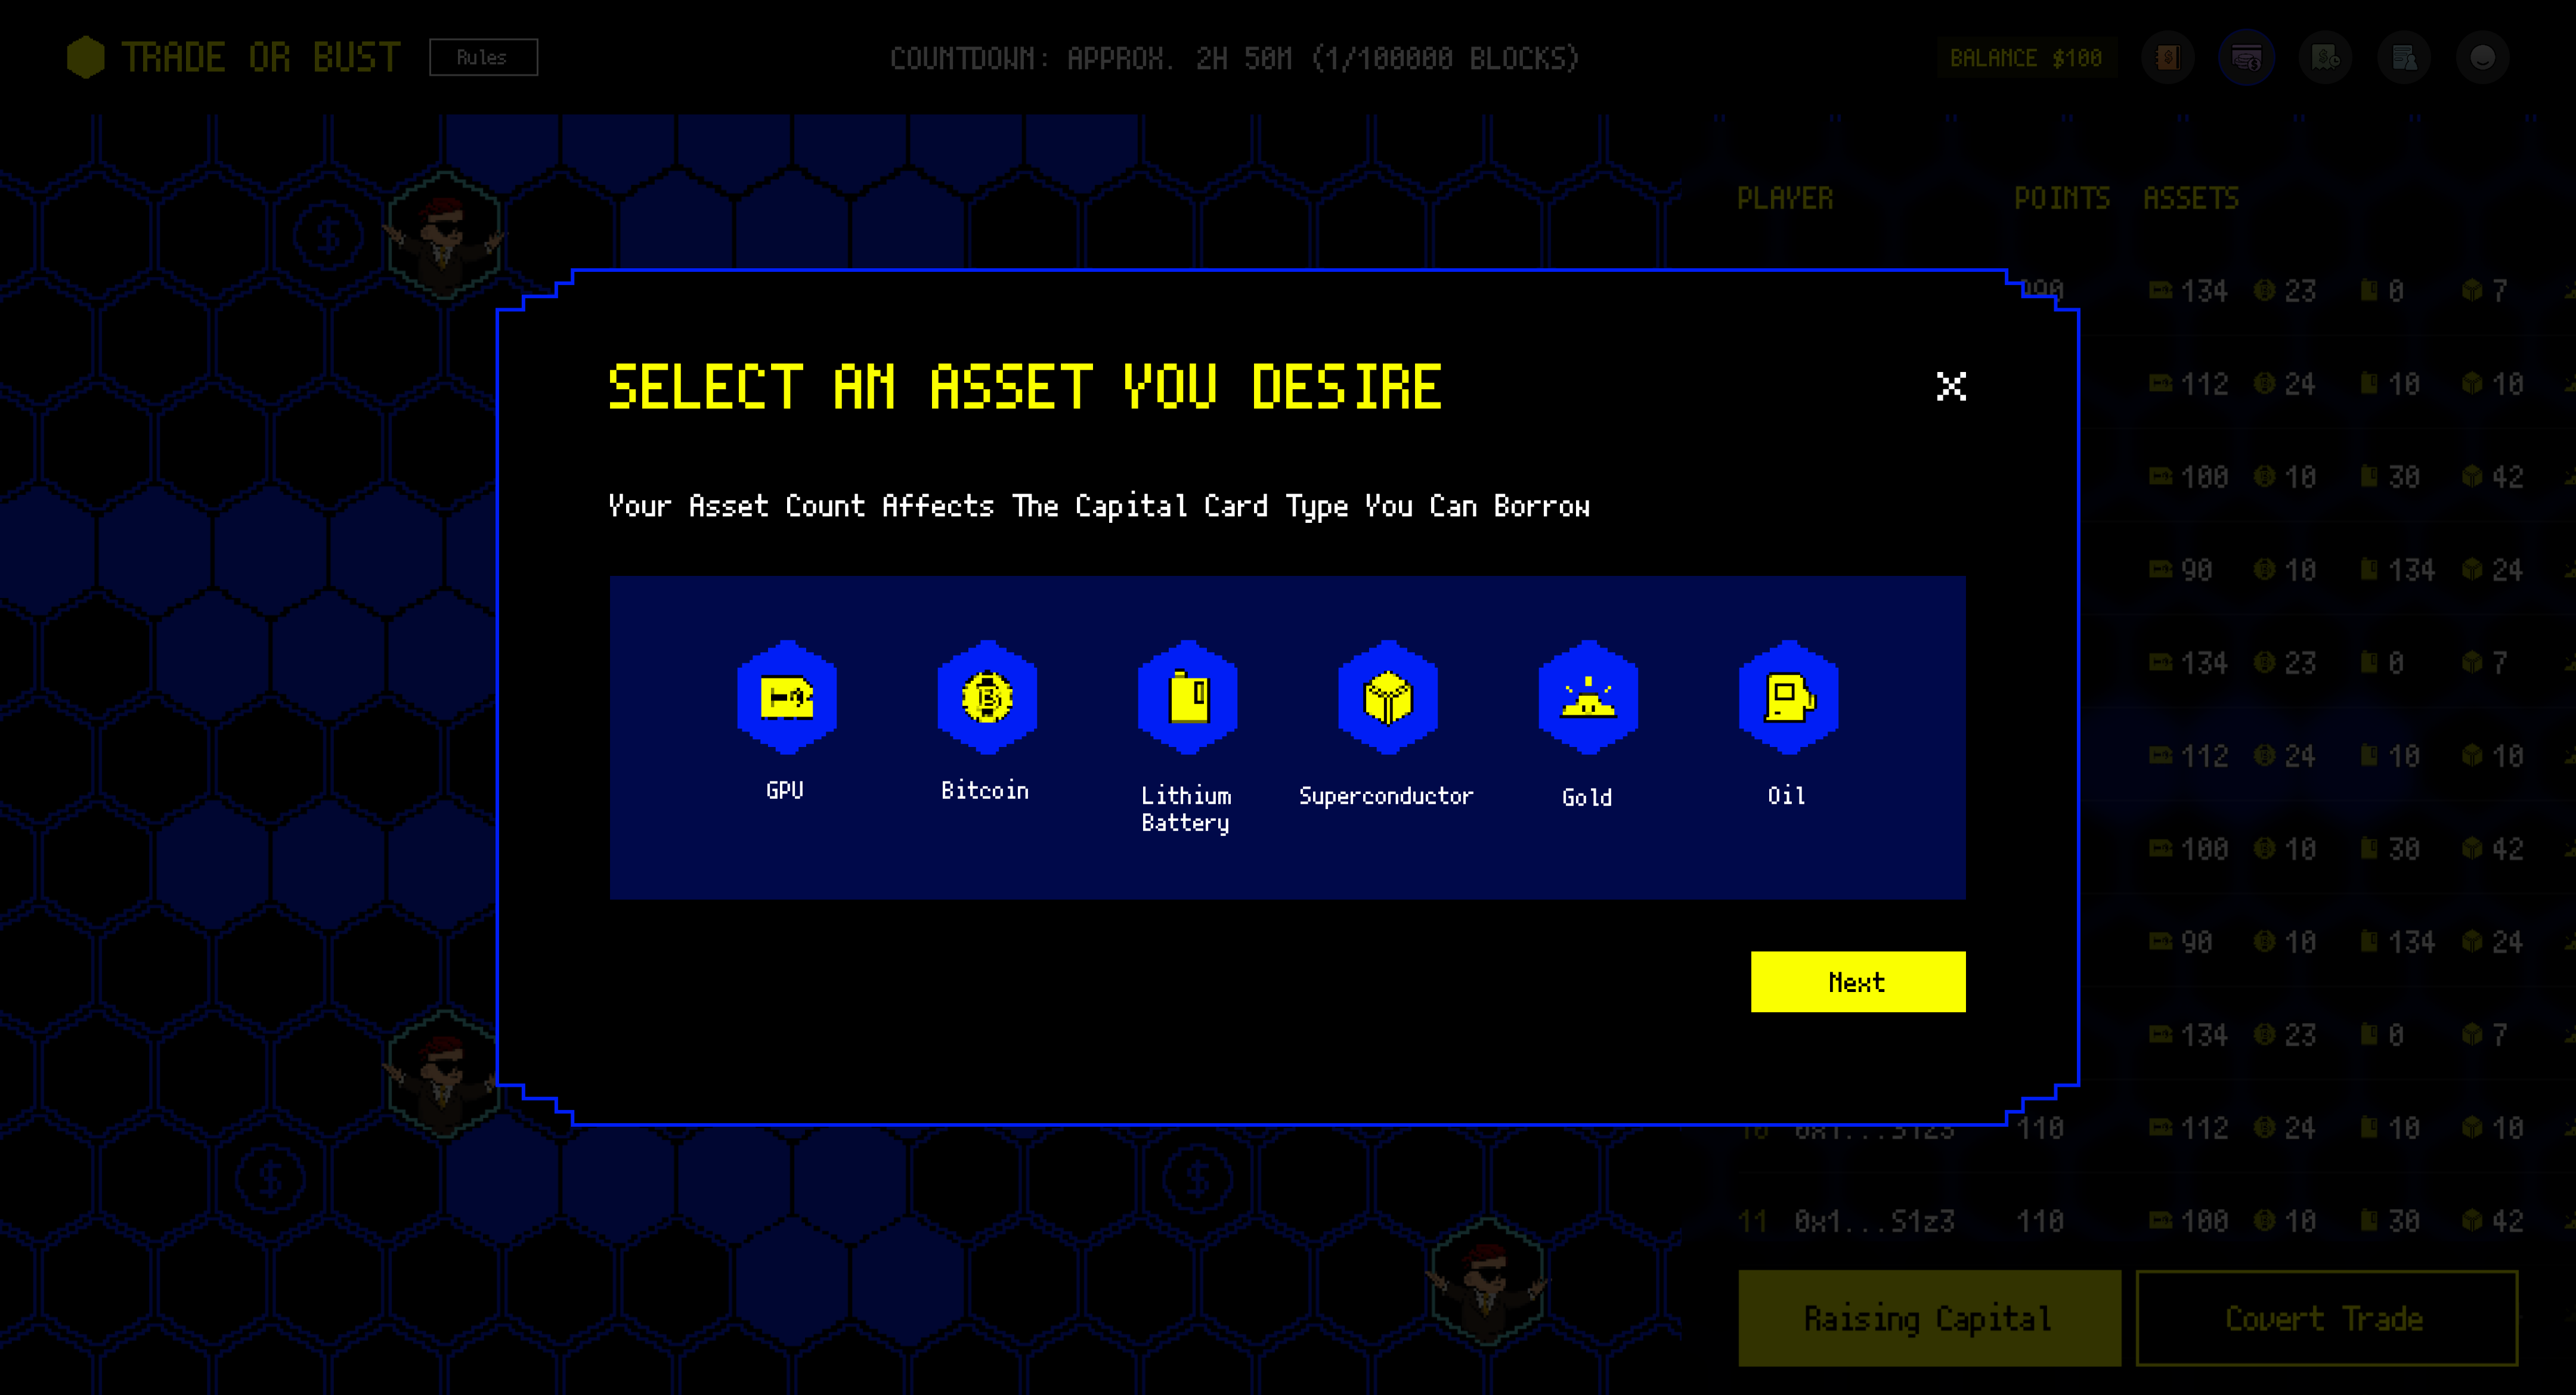 TRADE OR BUST
Rules
COUNTDOWN: APPROX. 2H 50M (1/100000 BLOCKS)
BALANCE $100
PLAYER POINTS ASSETS
134 23 0 7
112 24 10 10
100 10 30 42
90 10 134 24
134 23 0 7
112 24 10 10
100 10 30 42
90 10 134 24
134 23 0 7
110 112 24 10 10
11 0x1...S1z3 110 100 10 30 42
SELECT AN ASSET YOU DESIRE
Your Asset Count Affects The Capital Card Type You Can Borrow
GPU
Bitcoin
Lithium
Battery
Superconductor
Gold
Oil
Next
Raising Capital
Covert Trade